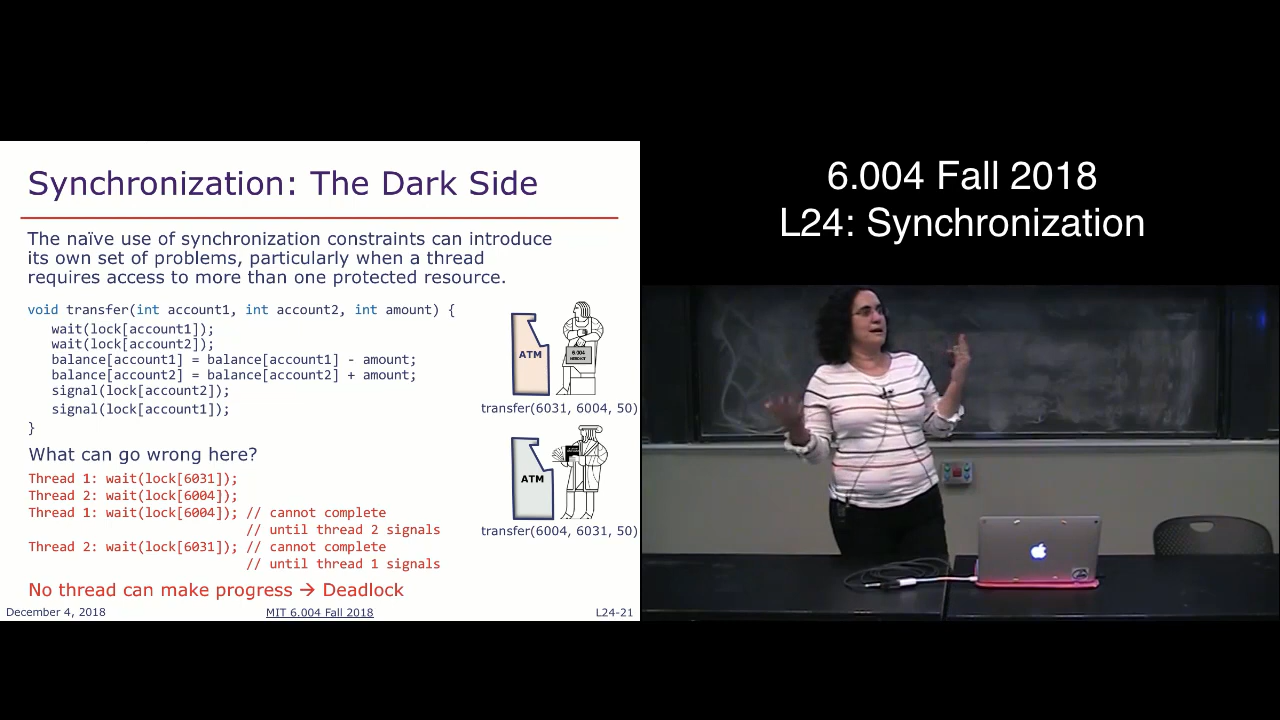 Synchronization: The Dark Side
The naïve use of synchronization constraints can introduce
its own set of problems, particularly when a thread
requires access to more than one protected resource.
void transfer(int account1, int account2, int amount) {
wait(lock[account1]);
wait(lock[account2]);
balance[account1] = balance[account1] - amount;
balance[account2] = balance[account2] + amount;
signal(lock[account2]);
signal(lock[account1]);
}
ATM
6.004
transfer(6031, 6004, 50)
ATM
transfer(6004, 6031, 50)
What can go wrong here?
Thread 1: wait(lock[6031]);
Thread 2: wait(lock[6004]);
Thread 1: wait(lock[6004]); // cannot complete
// until thread 2 signals
Thread 2: wait(lock[6031]); // cannot complete
// until thread 1 signals
No thread can make progress → Deadlock
December 4, 2018
MIT 6.004 Fall 2018
L24-21
6.004 Fall 2018
L24: Synchronization